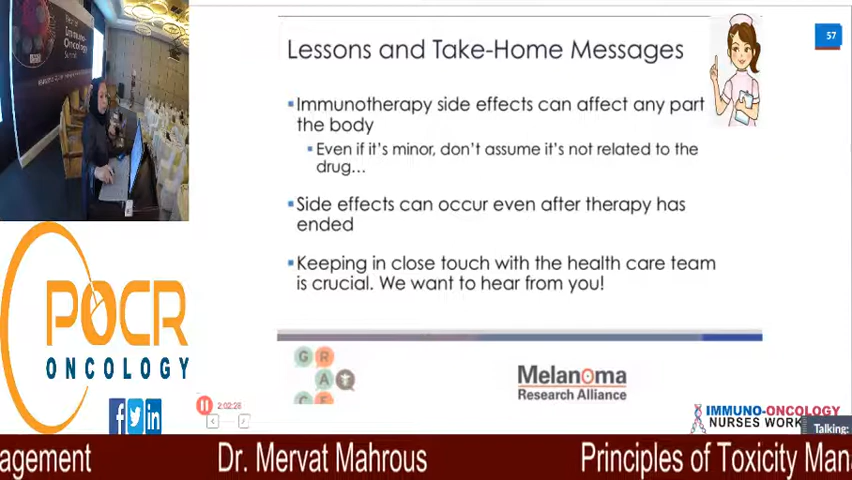 Immuno-
Oncology
Summit
Lessons and Take-Home Messages
57
▪Immunotherapy side effects can affect any part
the body
▪Even if it's minor, don't assume it's not related to the
drug…
▪Side effects can occur even after therapy has
ended
▪Keeping in close touch with the health care team
is crucial. We want to hear from you!
POCR
ONCOLOGY
G R
A C
Melanoma
Research Alliance
2:02:28
IMMUNO-ONCOLOGY
NURSES WORK
Talking:
agement Dr. Mervat Mahrous Principles of Toxicity Mana